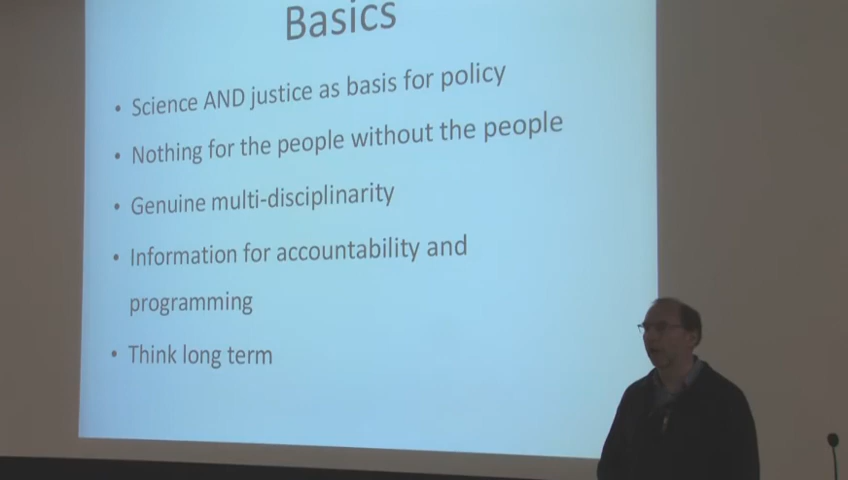 Basics
• Science AND justice as basis for policy
• Nothing for the people without the people
• Genuine multi-disciplinarity
• Information for accountability and
programming
• Think long term